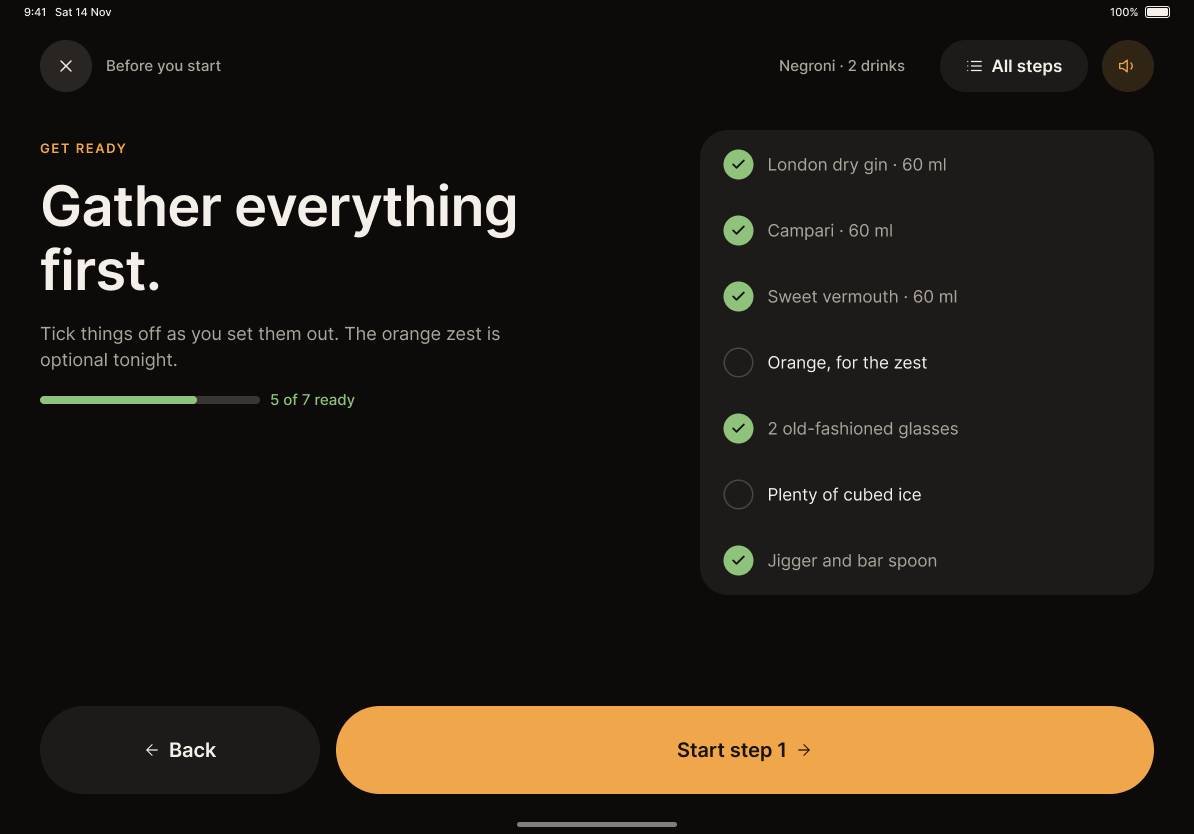 9:41 Sat 14 Nov
100%
Before you start
Negroni · 2 drinks
All steps
GET READY
Gather everything
first.
Tick things off as you set them out. The orange zest is
optional tonight.
5 of 7 ready
London dry gin · 60 ml
Campari · 60 ml
Sweet vermouth · 60 ml
Orange, for the zest
2 old-fashioned glasses
Plenty of cubed ice
Jigger and bar spoon
Back
Start step 1